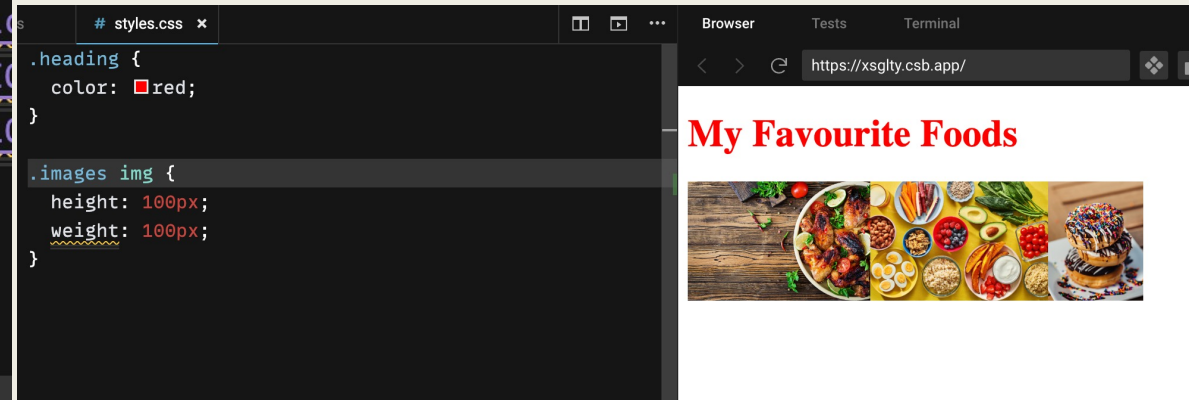 # styles.css ×
.heading {
color: red;
}
.images img {
height: 100px;
weight: 100px;
}
Browser Tests Terminal
https://xsglty.csb.app/
My Favourite Foods